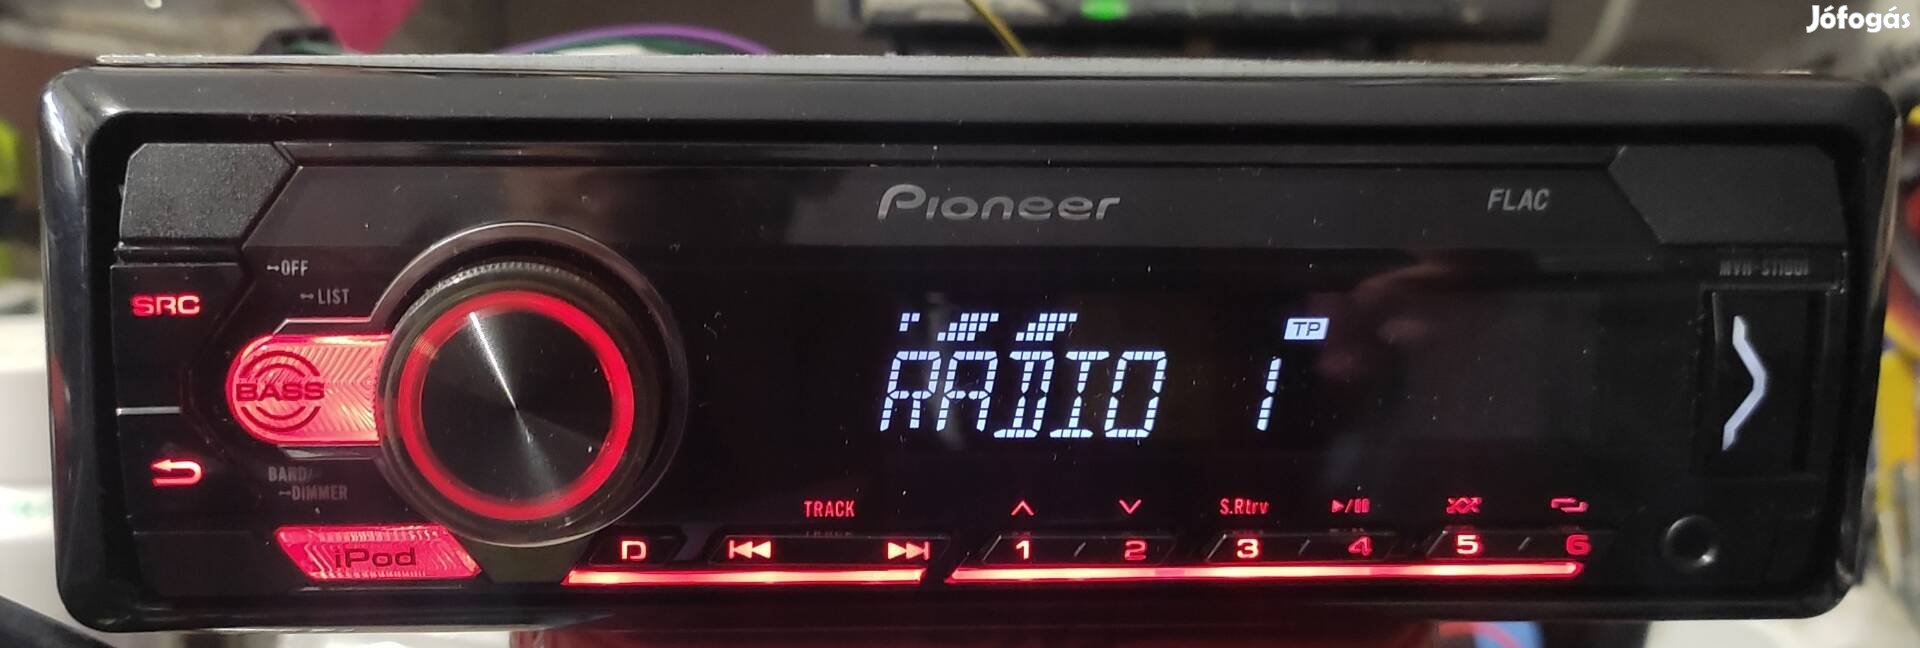 Jófogás
Pioneer
FLAC
OFF
LIST
SRC
BASS
TP
RADIO 1
BAND/
DIMMER
TRACK
S.Rtrv
iPod
D
1 / 2
3 / 4
5 / 6